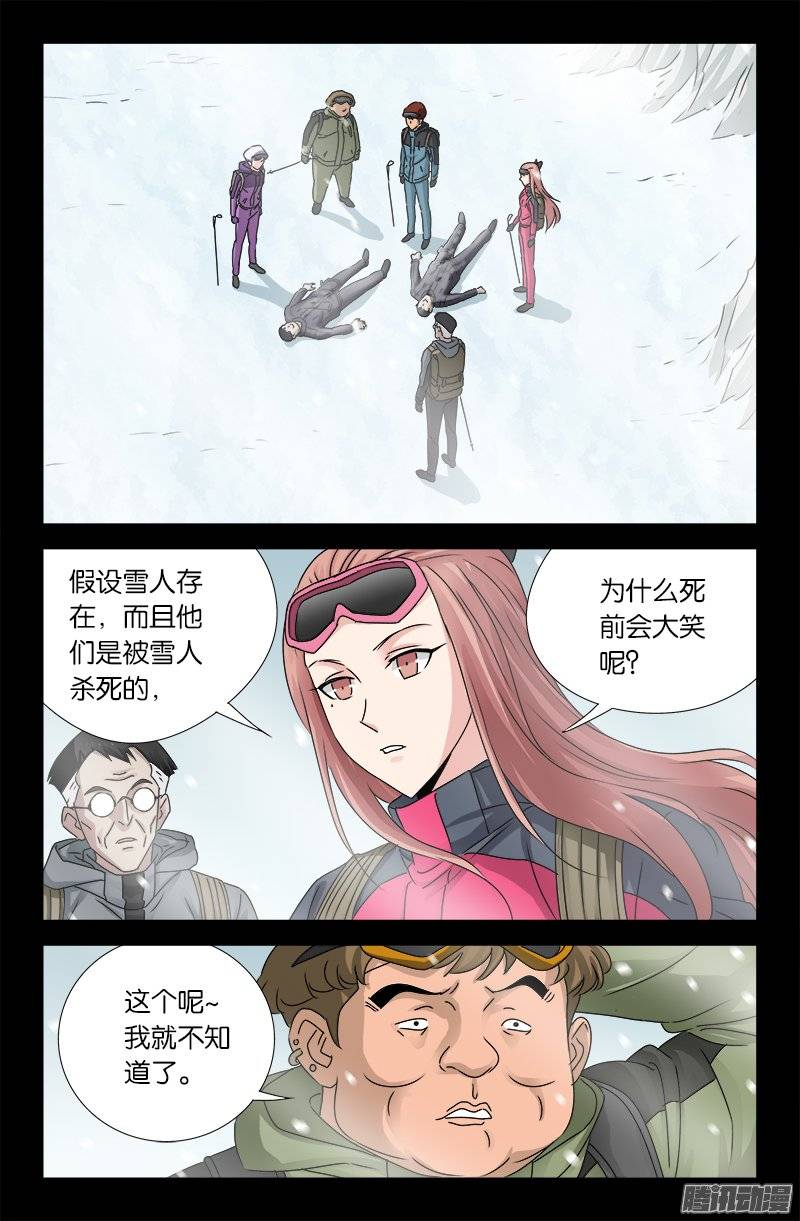 假设雪人存
在，而且他
们是被雪人
杀死的，
为什么死
前会大笑
呢？
这个呢~
我就不知
道了。
腾讯动漫